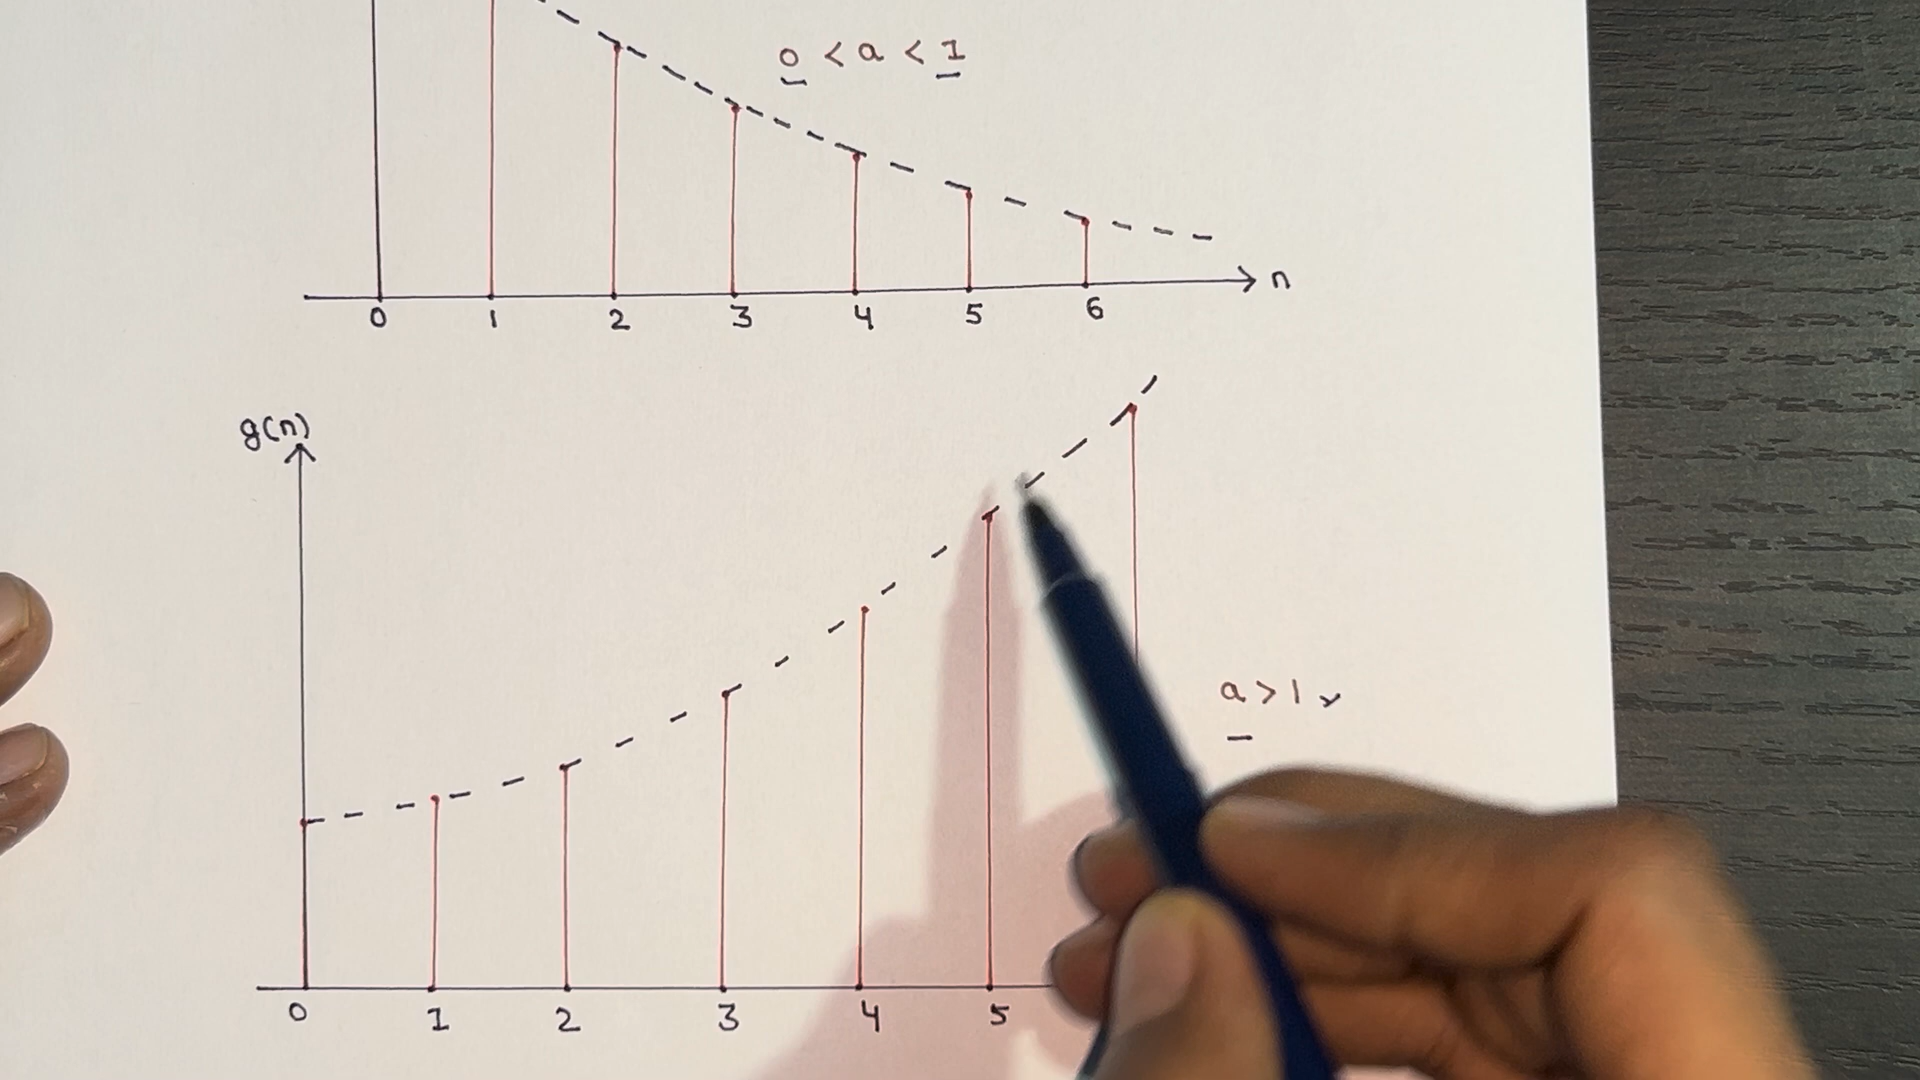 0 < a < 1
n
0 1 2 3 4 5 6
g(n)
a > 1
0 1 2 3 4 5